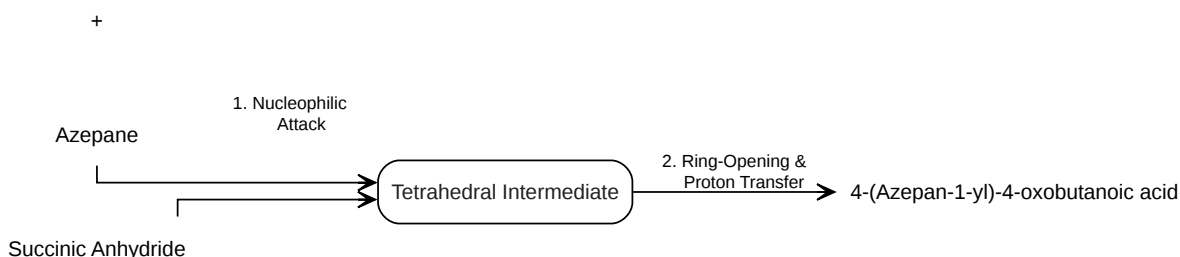 +
1. Nucleophilic
Attack
Azepane
2. Ring-Opening &
Proton Transfer
Tetrahedral Intermediate
4-(Azepan-1-yl)-4-oxobutanoic acid
Succinic Anhydride